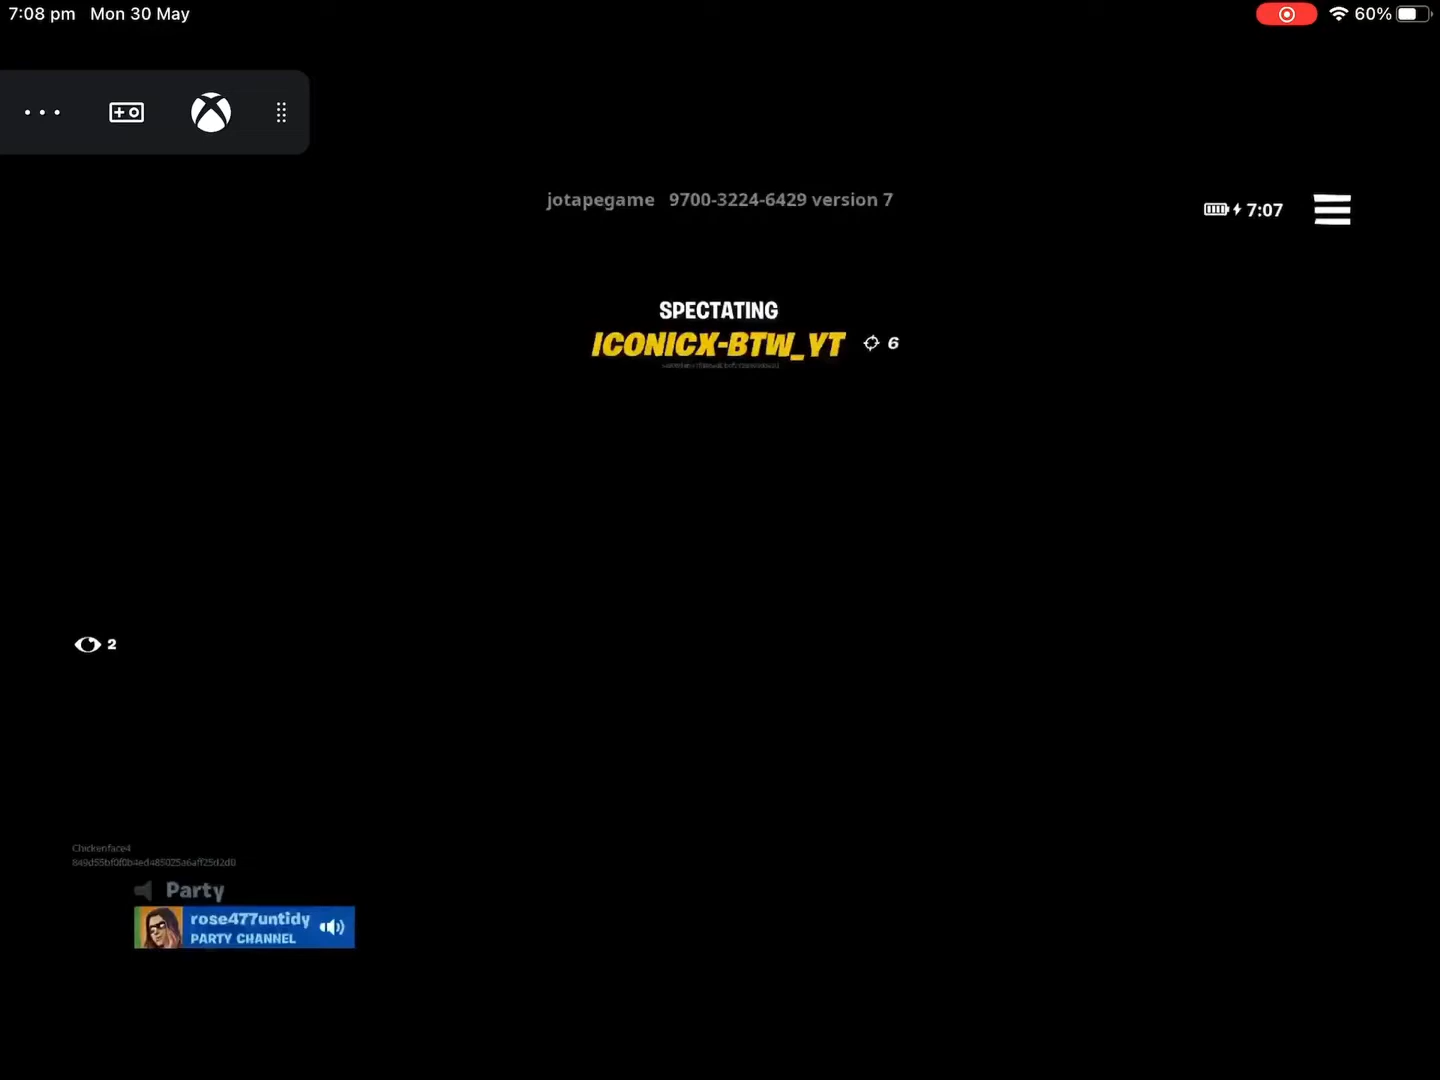 7:08 pm Mon 30 May
60%
jotapegame 9700-3224-6429 version 7
7:07
SPECTATING
ICONICX-BTW_YT 6
2
Chickenface4
849d55bf0f0b4ed485025a6aff25d2d0
Party
rose477untidy
PARTY CHANNEL